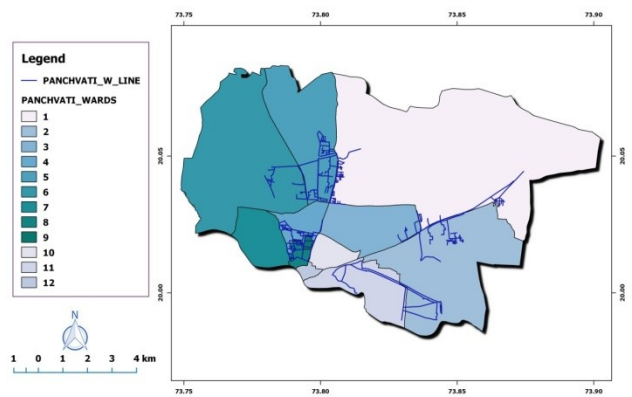 73.75 73.80 73.85 73.90
Legend
PANCHVATI_W_LINE
PANCHVATI_WARDS
1
2
3
4
5
6
7
8
9
10
11
12
20.05 20.05
20.00 20.00
N
1 0 1 2 3 4 km
73.75 73.80 73.85 73.90